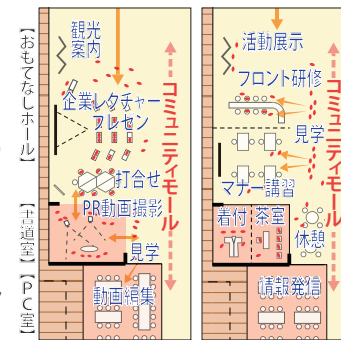 【おもてなしホール】
【書道室】
【PC室】
観光
案内
企業レクチャー
プレゼン
コミュニティモール
打合せ
PR動画撮影
見学
動画編集
活動展示
フロント研修
コミュニティモール
見学
マナー講習
着付
茶室
休憩
情報発信